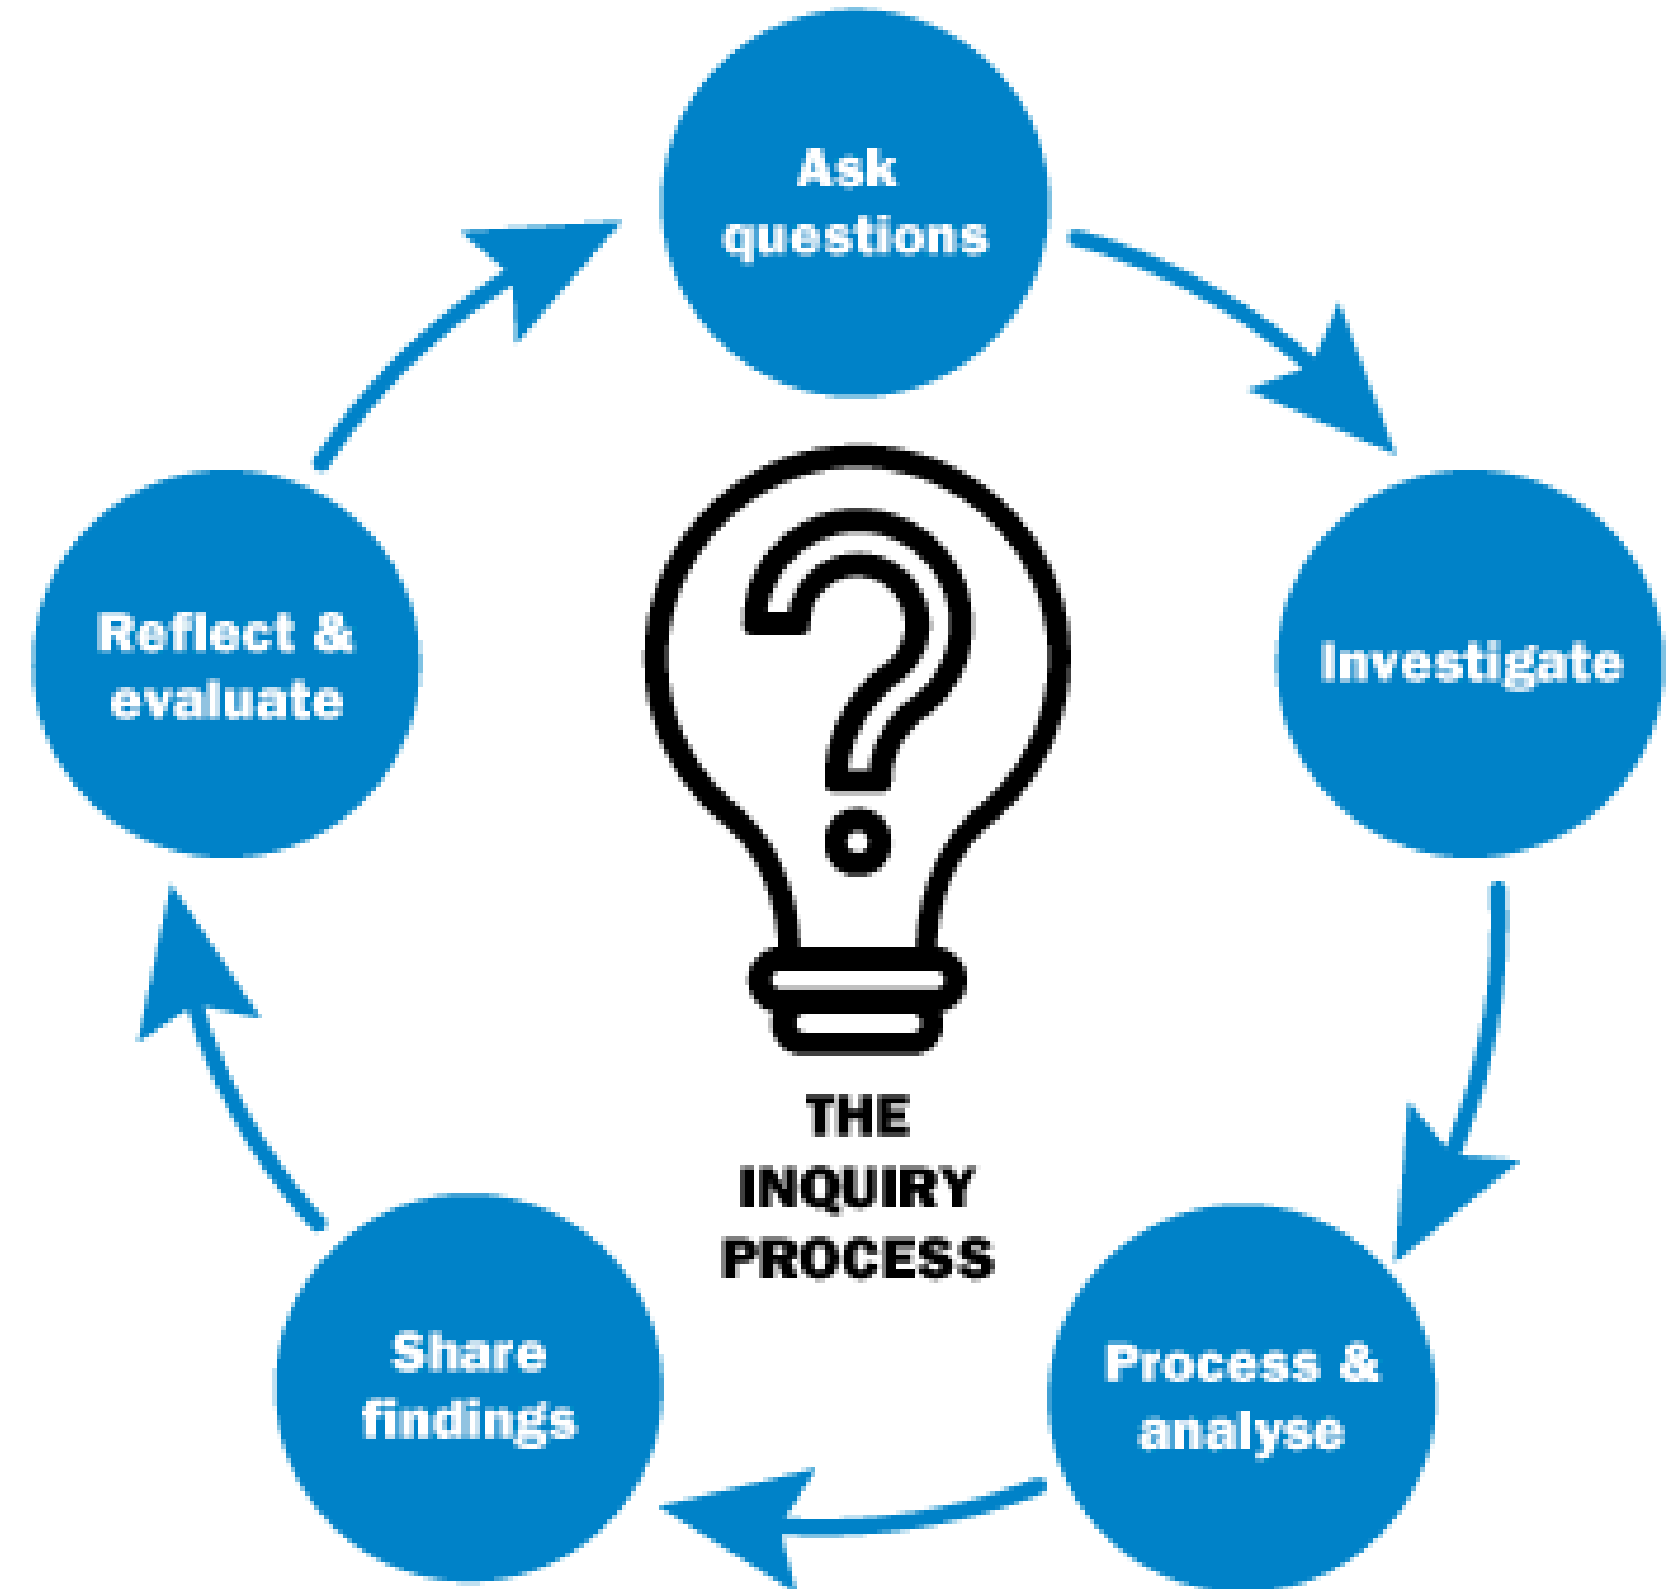 Ask
questions
Investigate
Process &
analyse
Share
findings
Reflect &
evaluate
THE
INQUIRY
PROCESS